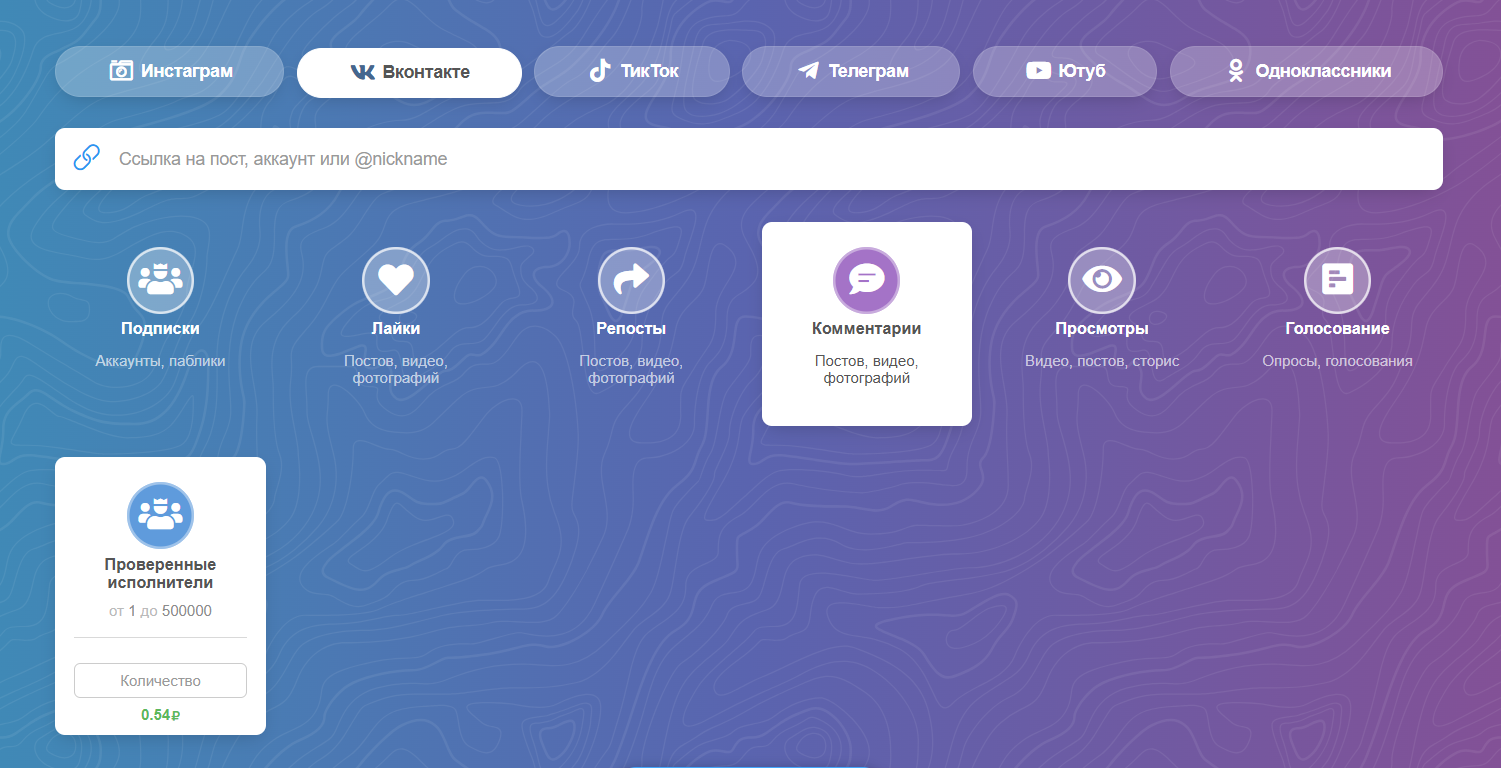 Инстаграм
Вконтакте
ТикТок
Телеграм
Ютуб
Одноклассники
Ссылка на пост, аккаунт или @nickname
Подписки
Аккаунты, паблики
Лайки
Постов, видео,
фотографий
Репосты
Постов, видео,
фотографий
Комментарии
Постов, видео,
фотографий
Просмотры
Видео, постов, сторис
Голосование
Опросы, голосования
Проверенные
исполнители
от 1 до 500000
Количество
0.54₽